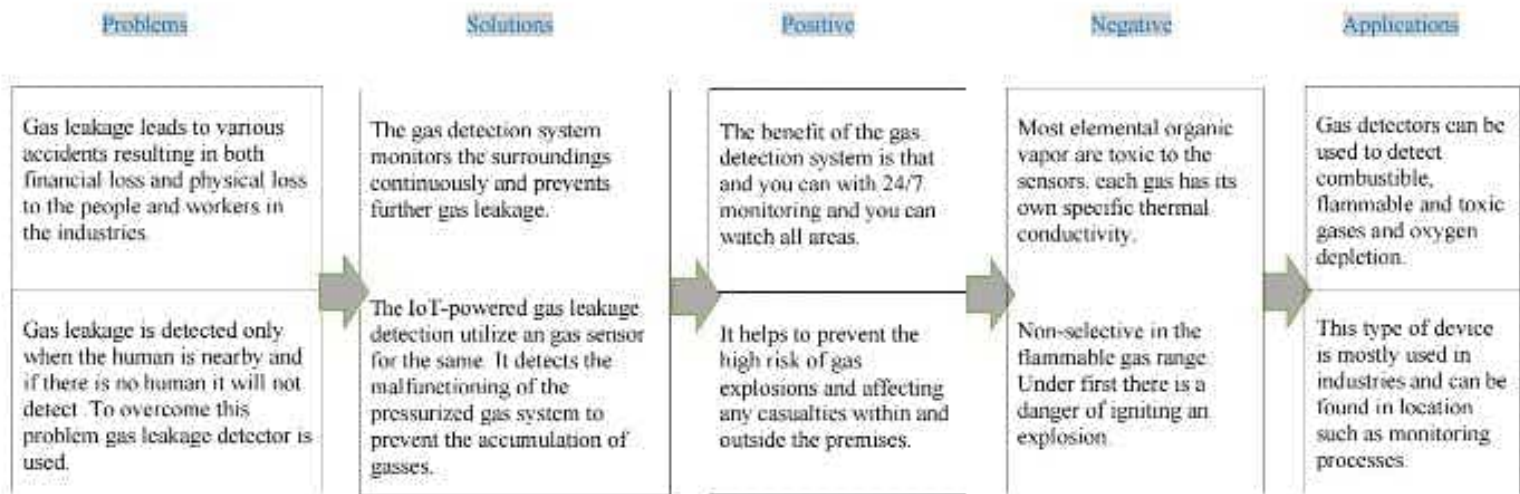 Problems
Solutions
Positive
Negative
Applications
Gas leakage leads to various
accidents resulting in both
financial loss and physical loss
to the people and workers in
the industries.
Gas leakage is detected only
when the human is nearby and
if there is no human it will not
detect. To overcome this
problem gas leakage detector is
used.
The gas detection system
monitors the surroundings
continuously and prevents
further gas leakage.
The IoT-powered gas leakage
detection utilize an gas sensor
for the same. It detects the
malfunctioning of the
pressurized gas system to
prevent the accumulation of
gasses.
The benefit of the gas
detection system is that
and you can with 24/7
monitoring and you can
watch all areas.
It helps to prevent the
high risk of gas
explosions and affecting
any casualties within and
outside the premises.
Most elemental organic
vapor are toxic to the
sensors, each gas has its
own specific thermal
conductivity.
Non-selective in the
flammable gas range.
Under first there is a
danger of igniting an
explosion.
Gas detectors can be
used to detect
combustible,
flammable and toxic
gases and oxygen
depletion.
This type of device
is mostly used in
industries and can be
found in location
such as monitoring
processes.